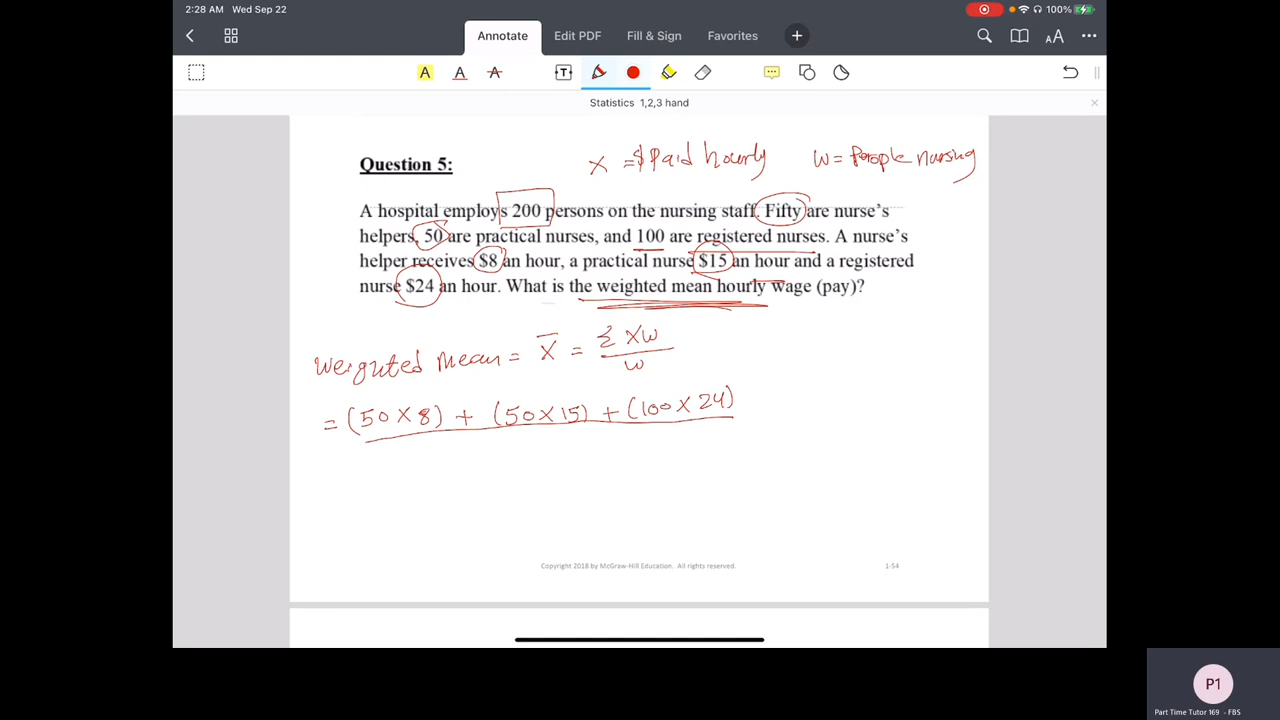 2:28 AM Wed Sep 22 100%
Annotate Edit PDF Fill & Sign Favorites
Statistics 1,2,3 hand
Question 5:
x = $ Paid hourly w = People nursing
A hospital employs 200 persons on the nursing staff. Fifty are nurse's
helpers, 50 are practical nurses, and 100 are registered nurses. A nurse's
helper receives $8 an hour, a practical nurse $15 an hour and a registered
nurse $24 an hour. What is the weighted mean hourly wage (pay)?
Weighted mean = X̄ = Σ XW / W
= (50 X 8) + (50 X 15) + (100 X 24)
Copyright 2018 by McGraw-Hill Education. All rights reserved. 1-54
P1
Part Time Tutor 169 - FBS